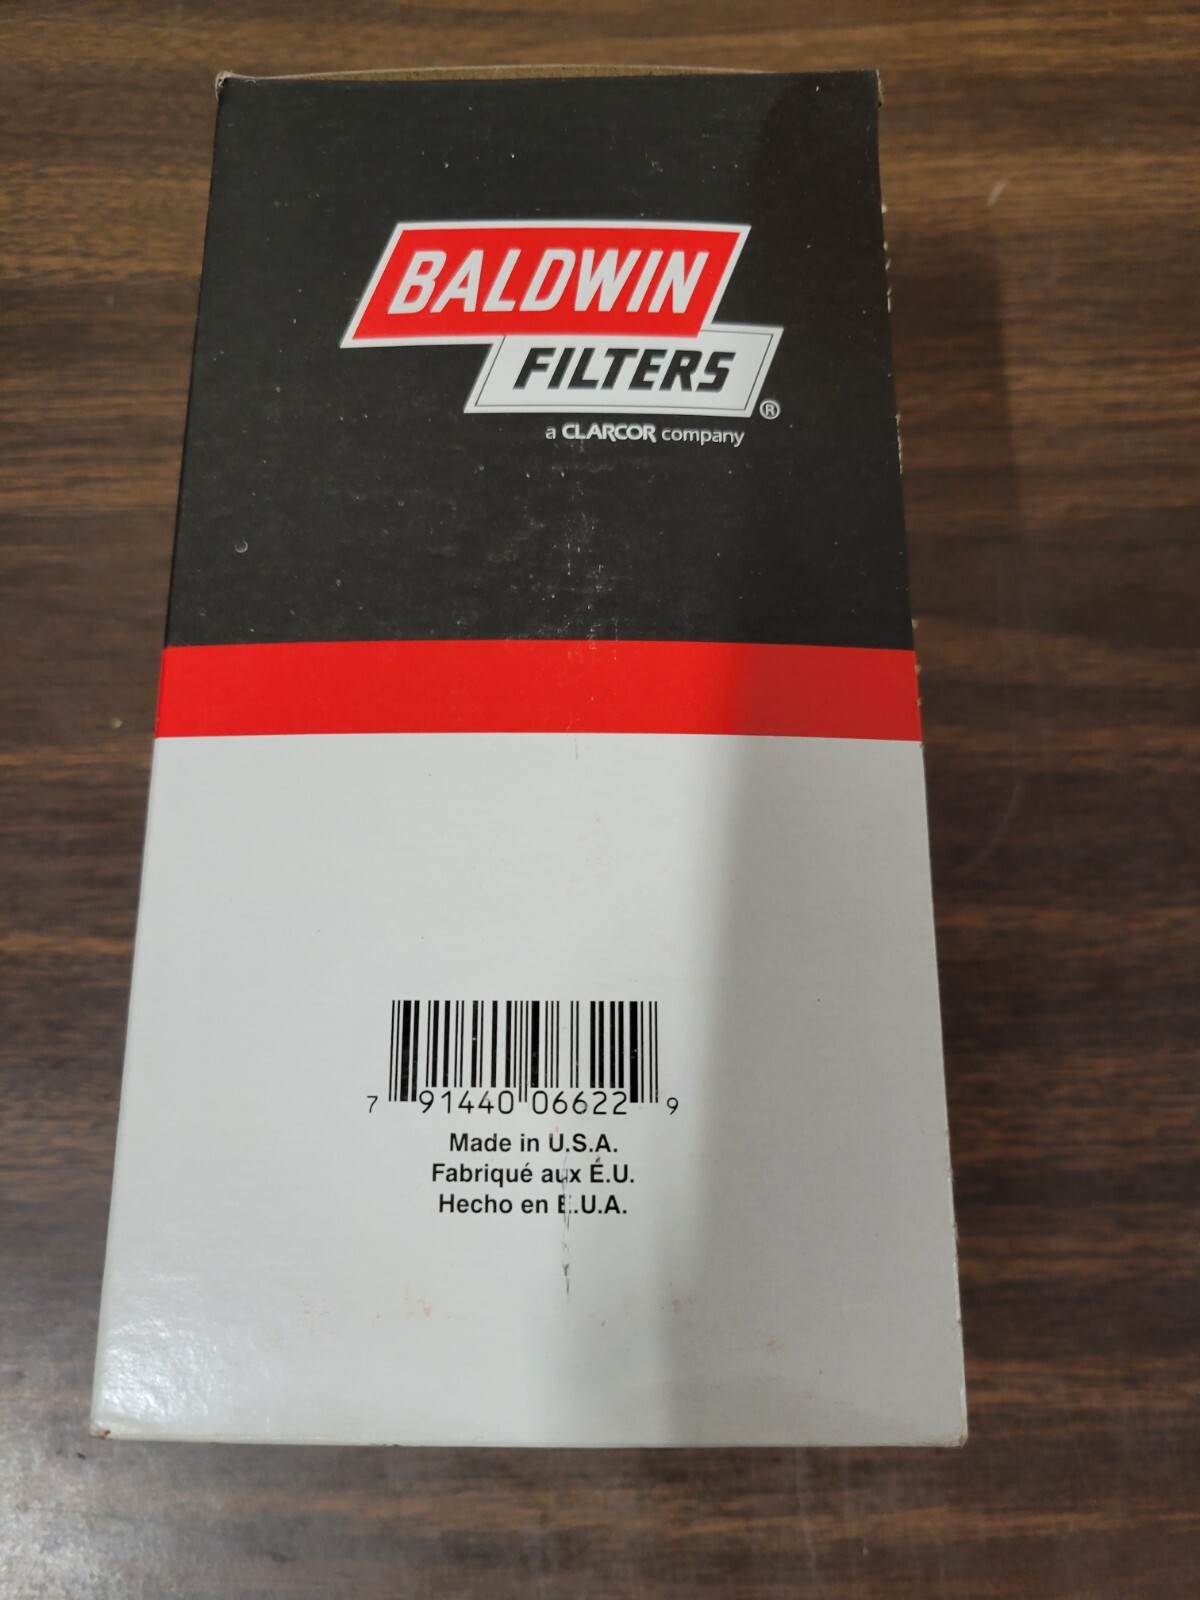 BALDWIN
FILTERS
®
a CLARCOR company
7 91440 06622 9
Made in U.S.A.
Fabriqué aux É.U.
Hecho en E.U.A.